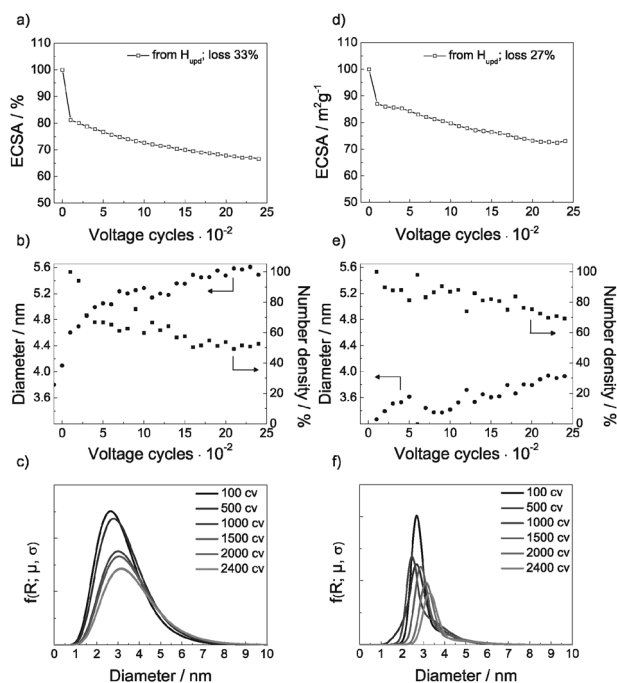 a)
from Hupd; loss 33%
110
100
90
80
70
60
50
ECSA / %
0 5 10 15 20 25
Voltage cycles · 10-2
d)
from Hupd; loss 27%
110
100
90
80
70
60
50
ECSA / m2g-1
0 5 10 15 20 25
Voltage cycles · 10-2
b)
5.6
5.2
4.8
4.4
4.0
3.6
Diameter / nm
100
80
60
40
20
0
Number density / %
0 5 10 15 20 25
Voltage cycles · 10-2
e)
5.6
5.2
4.8
4.4
4.0
3.6
Diameter / nm
100
80
60
40
20
0
Number density / %
0 5 10 15 20 25
Voltage cycles · 10-2
c)
100 cv
500 cv
1000 cv
1500 cv
2000 cv
2400 cv
f(R; μ, σ)
0 1 2 3 4 5 6 7 8 9 10
Diameter / nm
f)
100 cv
500 cv
1000 cv
1500 cv
2000 cv
2400 cv
f(R; μ, σ)
0 1 2 3 4 5 6 7 8 9 10
Diameter / nm